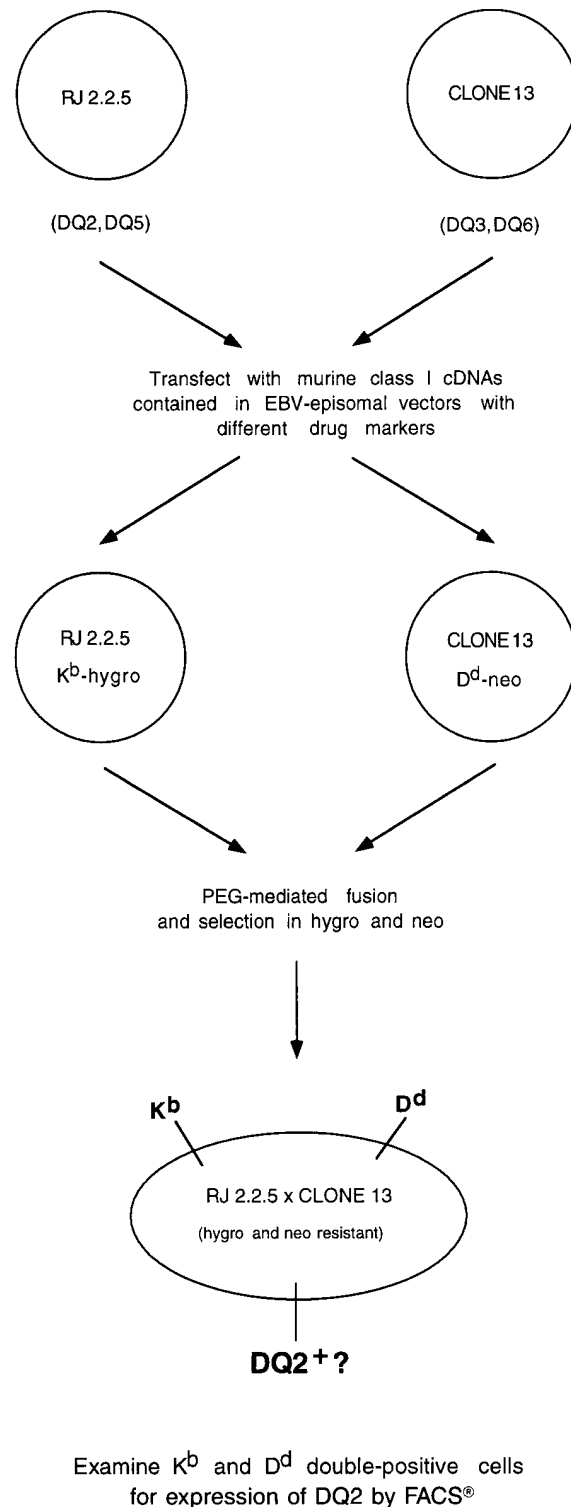 RJ 2.2.5
CLONE 13
(DQ2, DQ5)
(DQ3, DQ6)
Transfect with murine class I cDNAs
contained in EBV-episomal vectors with
different drug markers
RJ 2.2.5
Kb-hygro
CLONE 13
Dd-neo
PEG-mediated fusion
and selection in hygro and neo
Kb
Dd
RJ 2.2.5 x CLONE 13
(hygro and neo resistant)
DQ2+?
Examine Kb and Dd double-positive cells
for expression of DQ2 by FACS®